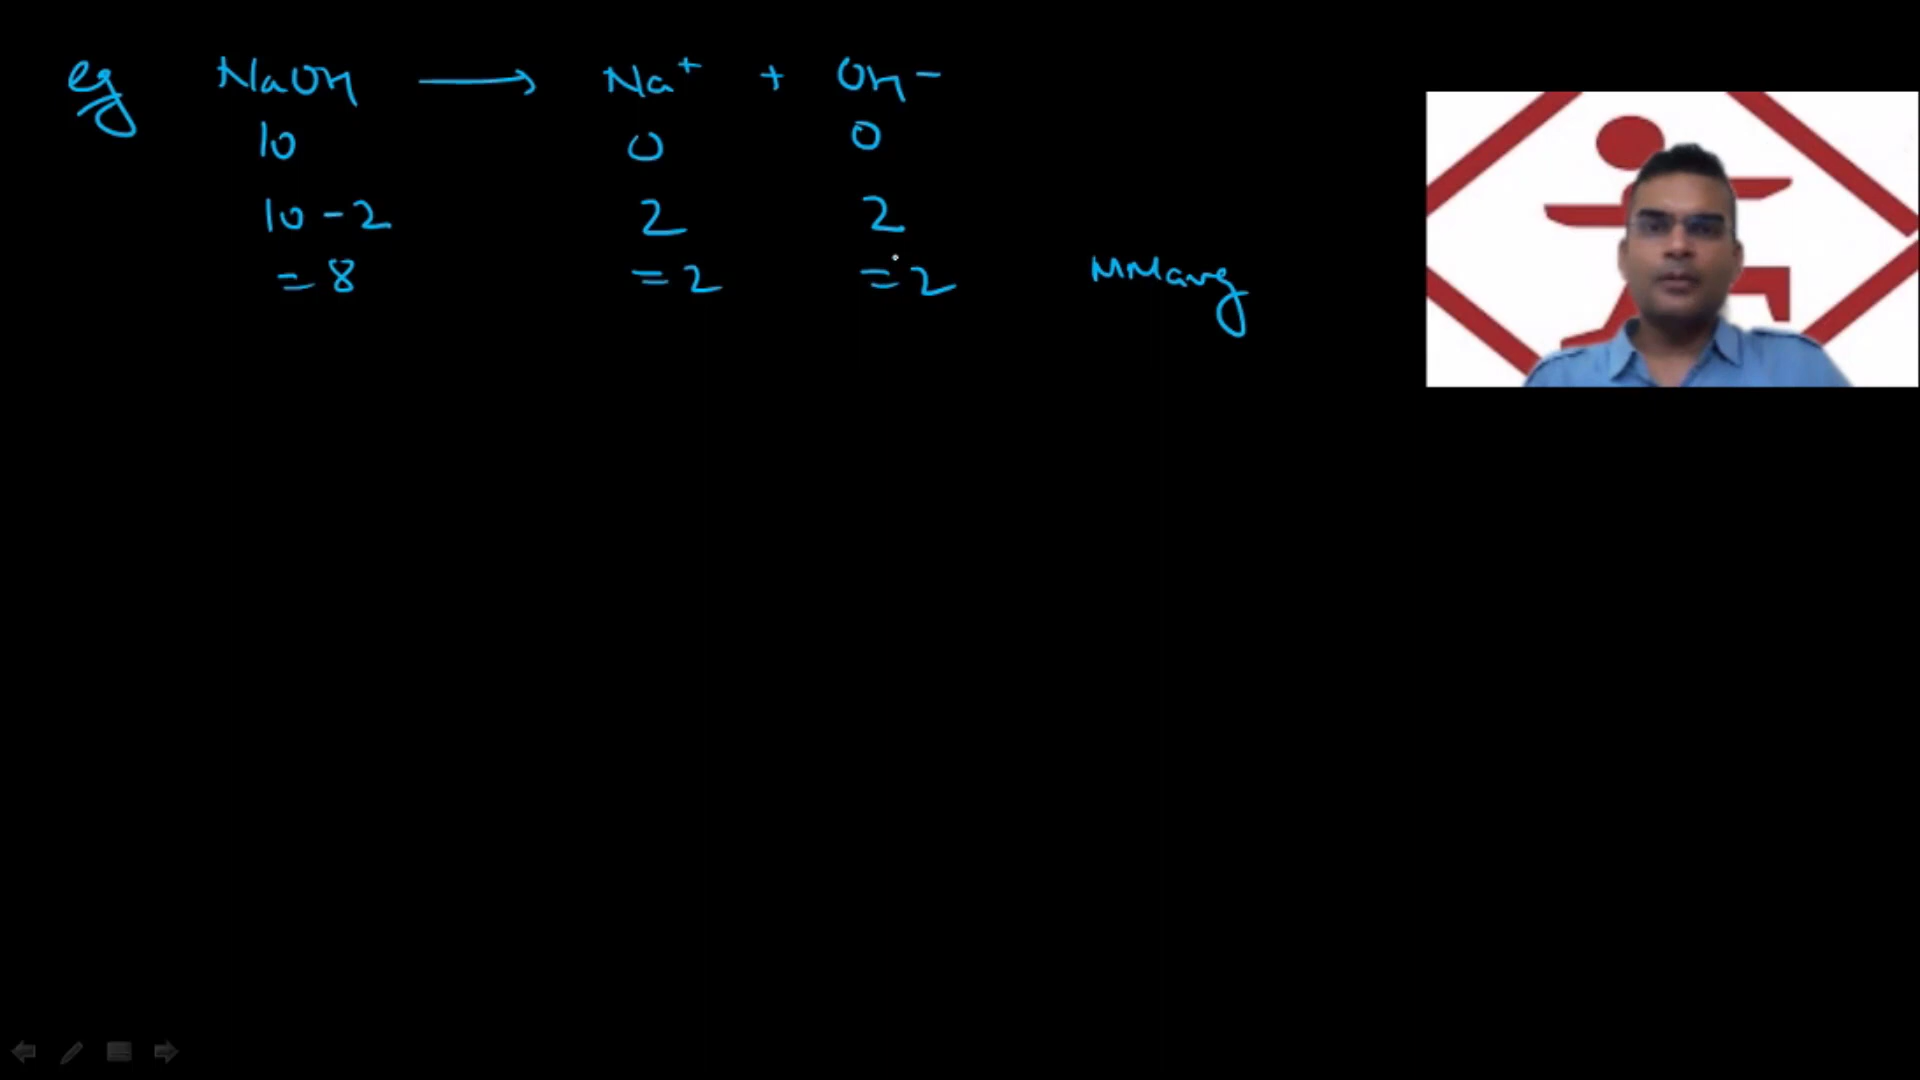 eg NaOH ⟶ Na⁺ + OH⁻
10 0 0
10 - 2 2 2
= 8 = 2 = 2 MMavg